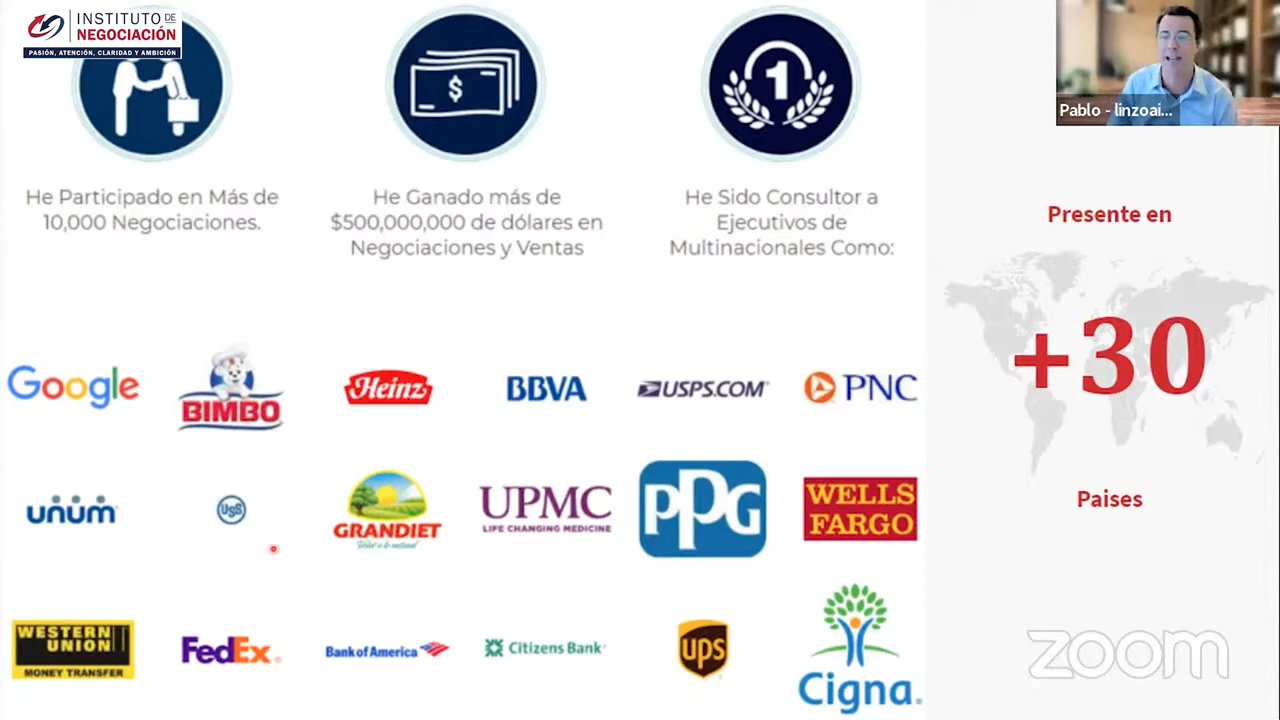 INSTITUTO DE
NEGOCIACIÓN
PASIÓN, ATENCIÓN, CLARIDAD Y AMBICIÓN
$
1
Pablo - linzoai...
He Participado en Más de
10,000 Negociaciones.
He Ganado más de
$500,000,000 de dólares en
Negociaciones y Ventas
He Sido Consultor a
Ejecutivos de
Multinacionales Como:
Presente en
+30
Paises
Google
BIMBO
Heinz
BBVA
USPS.COM
PNC
unum
USS
GRANDIET
UPMC
LIFE CHANGING MEDICINE
PPG
WELLS
FARGO
WESTERN
UNION
MONEY TRANSFER
FedEx
Bank of America
Citizens Bank
ups
Cigna
zoom